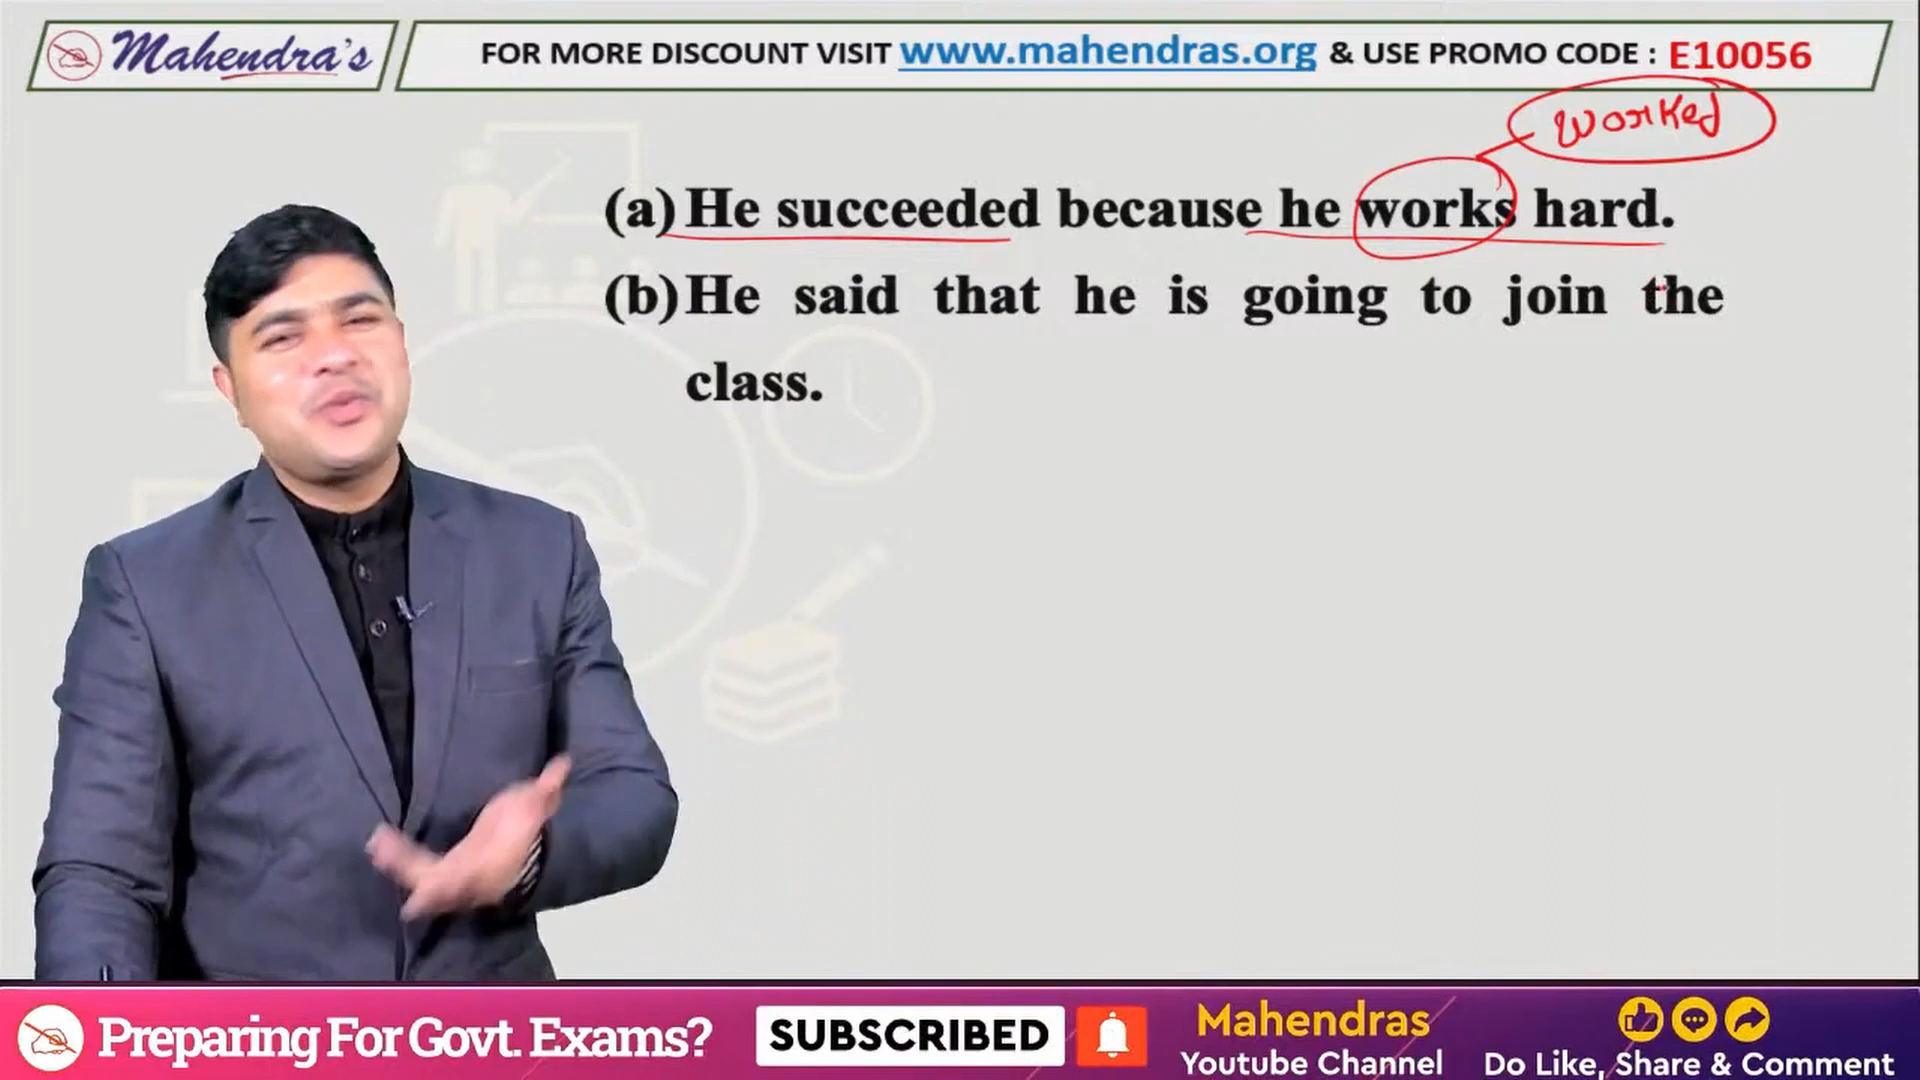 Mahendra's
FOR MORE DISCOUNT VISIT www.mahendras.org & USE PROMO CODE : E10056
worked
(a) He succeeded because he works hard.
(b) He said that he is going to join the
class.
Preparing For Govt. Exams?
SUBSCRIBED
Mahendras
Youtube Channel
Do Like, Share & Comment